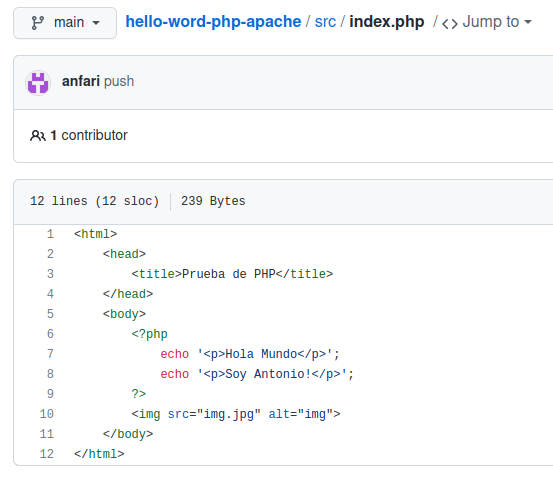 main hello-word-php-apache / src / index.php / <> Jump to
anfari push
1 contributor
12 lines (12 sloc) 239 Bytes
1 <html>
2     <head>
3         <title>Prueba de PHP</title>
4     </head>
5     <body>
6         <?php
7             echo '<p>Hola Mundo</p>';
8             echo '<p>Soy Antonio!</p>';
9         ?>
10         <img src="img.jpg" alt="img">
11     </body>
12 </html>